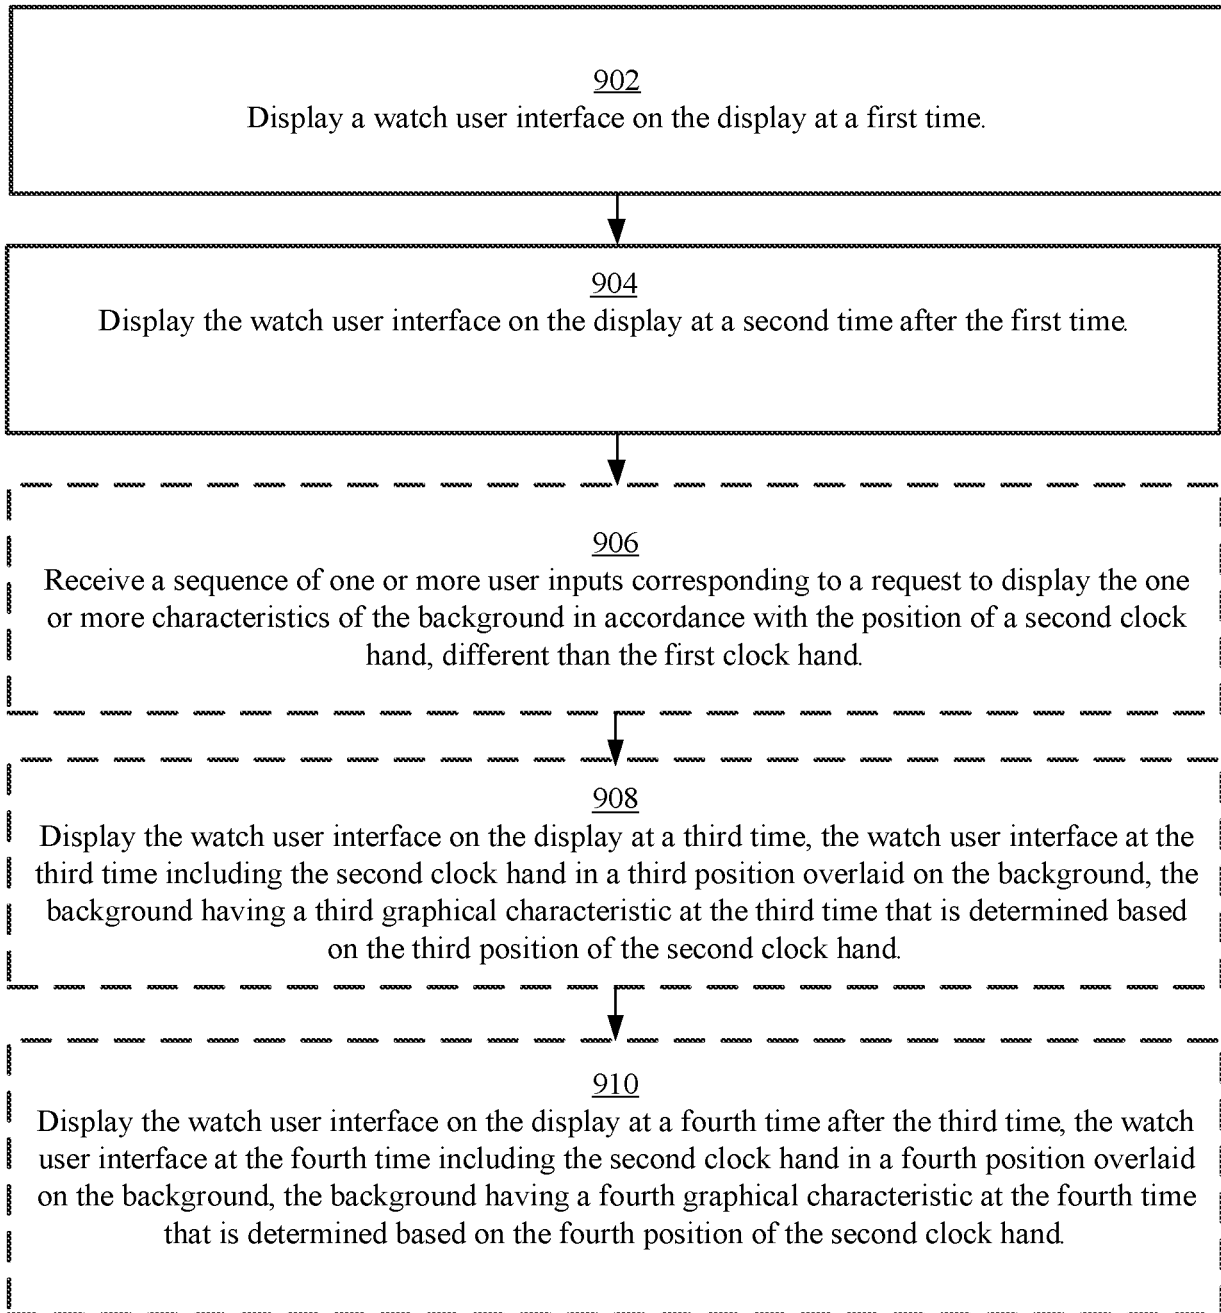 902
Display a watch user interface on the display at a first time.
904
Display the watch user interface on the display at a second time after the first time.
906
Receive a sequence of one or more user inputs corresponding to a request to display the one
or more characteristics of the background in accordance with the position of a second clock
hand, different than the first clock hand.
908
Display the watch user interface on the display at a third time, the watch user interface at the
third time including the second clock hand in a third position overlaid on the background, the
background having a third graphical characteristic at the third time that is determined based
on the third position of the second clock hand.
910
Display the watch user interface on the display at a fourth time after the third time, the watch
user interface at the fourth time including the second clock hand in a fourth position overlaid
on the background, the background having a fourth graphical characteristic at the fourth time
that is determined based on the fourth position of the second clock hand.